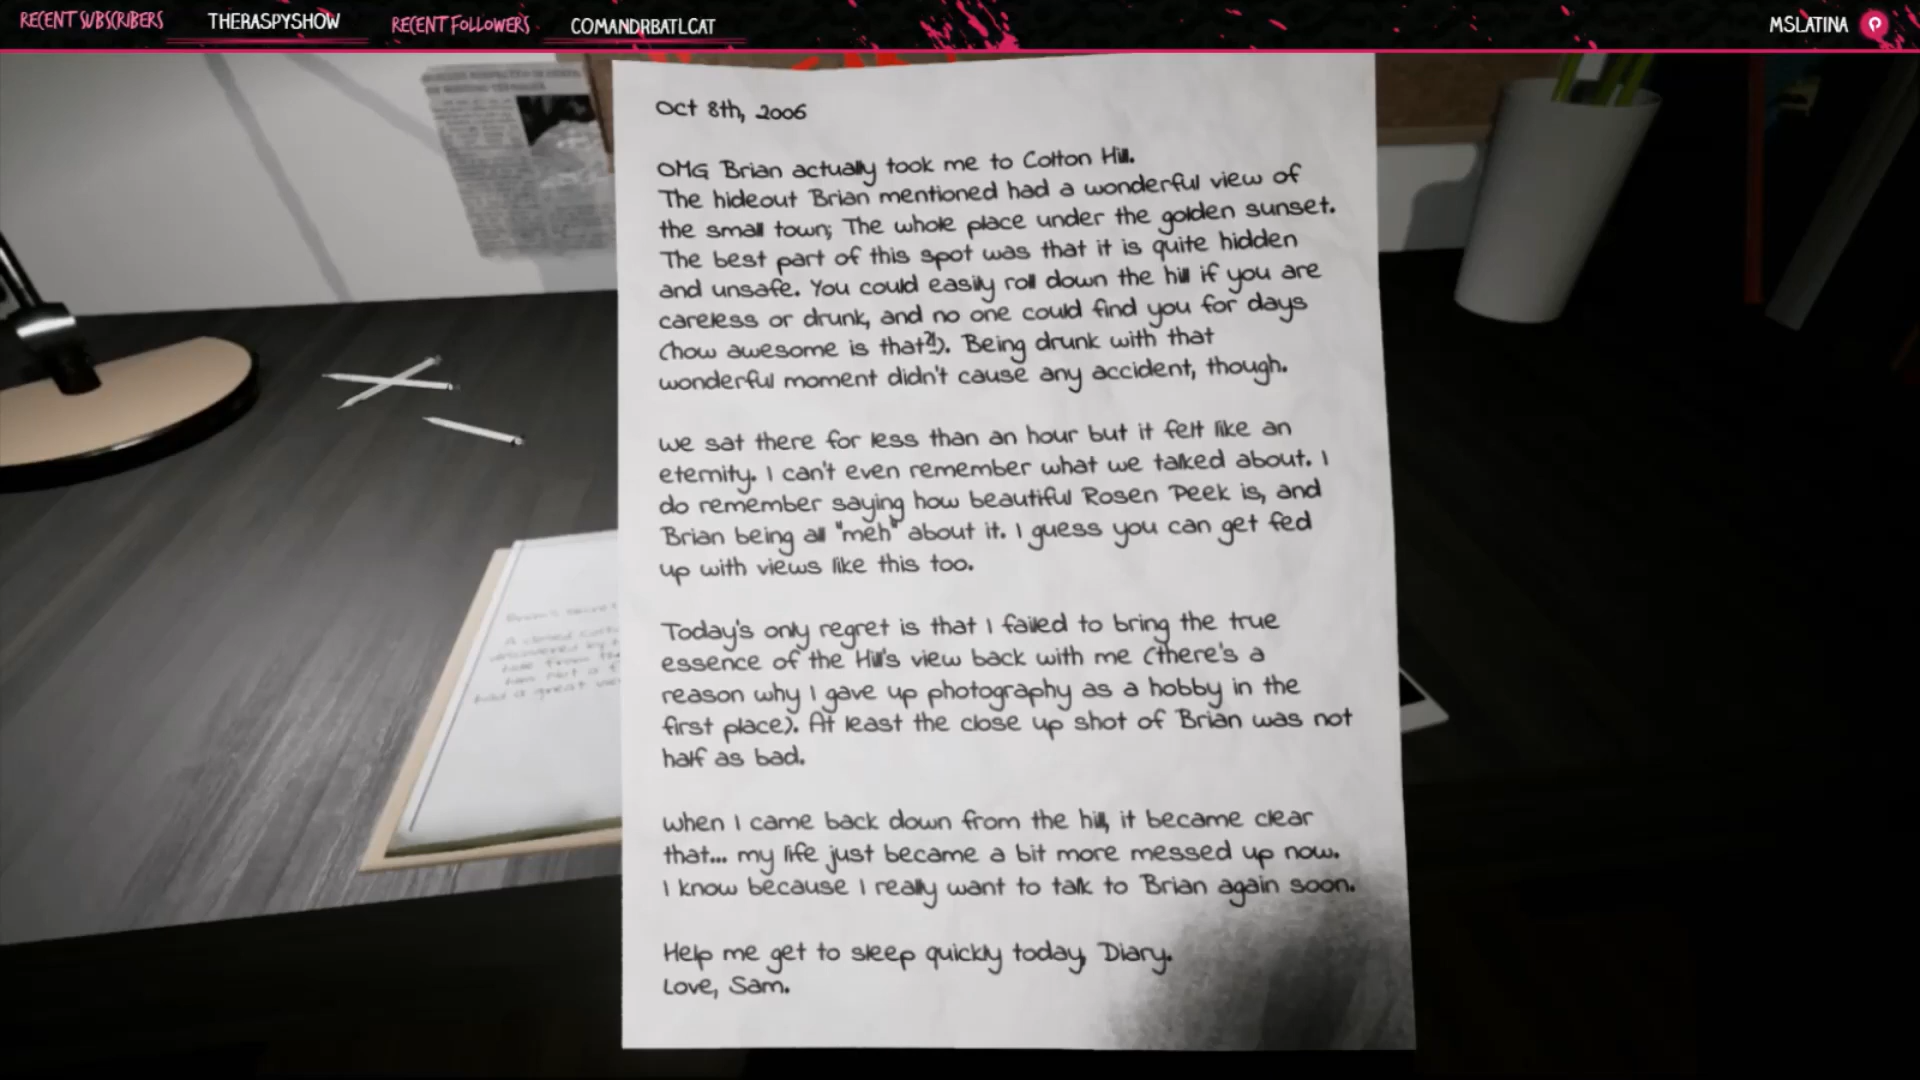 RECENT SUBSCRIBERS THERASPYSHOW RECENT FOLLOWERS COMANDRBATLCAT MSLATINA
Oct 8th, 2006
OMG Brian actually took me to Cotton Hill.
The hideout Brian mentioned had a wonderful view of
the small town; The whole place under the golden sunset.
The best part of this spot was that it is quite hidden
and unsafe. You could easily roll down the hill if you are
careless or drunk, and no one could find you for days
(how awesome is that?!). Being drunk with that
wonderful moment didn't cause any accident, though.
we sat there for less than an hour but it felt like an
eternity. I can't even remember what we talked about. I
do remember saying how beautiful Rosen Peek is, and
Brian being all "meh" about it. I guess you can get fed
up with views like this too.
Today's only regret is that I failed to bring the true
essence of the Hill's view back with me (there's a
reason why I gave up photography as a hobby in the
first place). At least the close up shot of Brian was not
half as bad.
when I came back down from the hill, it became clear
that... my life just became a bit more messed up now.
I know because I really want to talk to Brian again soon.
Help me get to sleep quickly today, Diary.
Love, Sam.